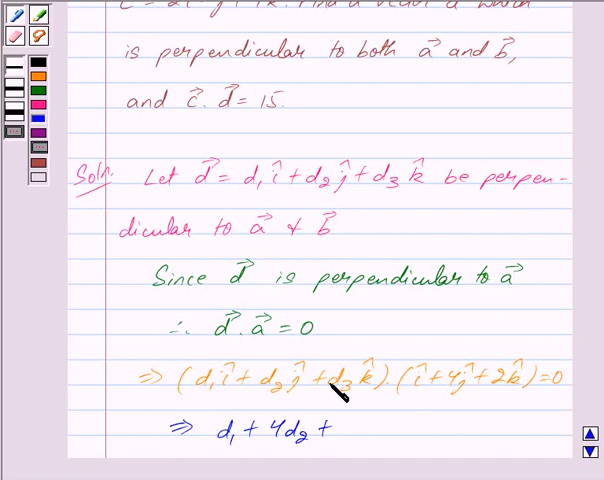 is perpendicular to both a⃗ and b⃗,
and c⃗. d⃗ = 15.
Soln. Let d⃗ = d₁ î + d₂ ĵ + d₃ k̂ be perpen-
dicular to a⃗ & b⃗
Since d⃗ is perpendicular to a⃗
∴ d⃗. a⃗ = 0
⇒ (d₁ î + d₂ ĵ + d₃ k̂). (î + 4ĵ + 2k̂) = 0
⇒ d₁ + 4d₂ +